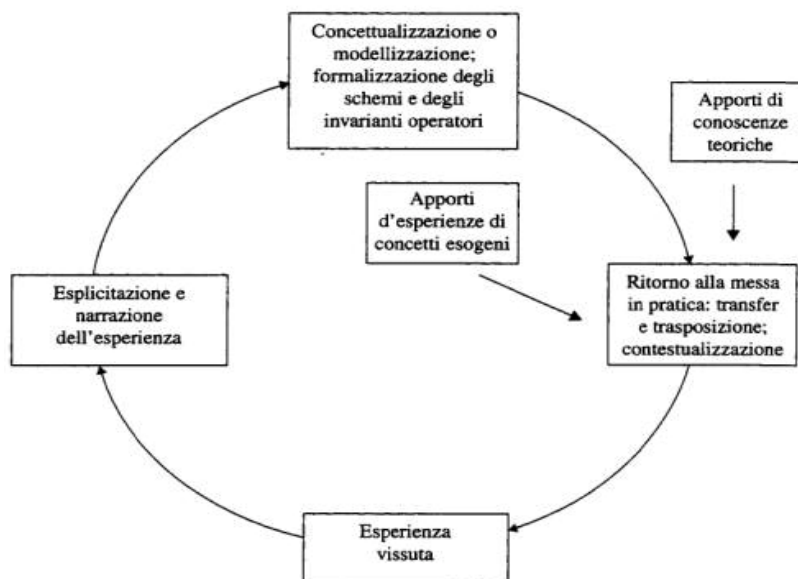 Concettualizzazione o
modellizzazione;
formalizzazione degli
schemi e degli
invarianti operatori
Apporti di
conoscenze
teoriche
Apporti
d'esperienze di
concetti esogeni
Esplicitazione e
narrazione
dell'esperienza
Ritorno alla messa
in pratica: transfer
e trasposizione;
contestualizzazione
Esperienza
vissuta